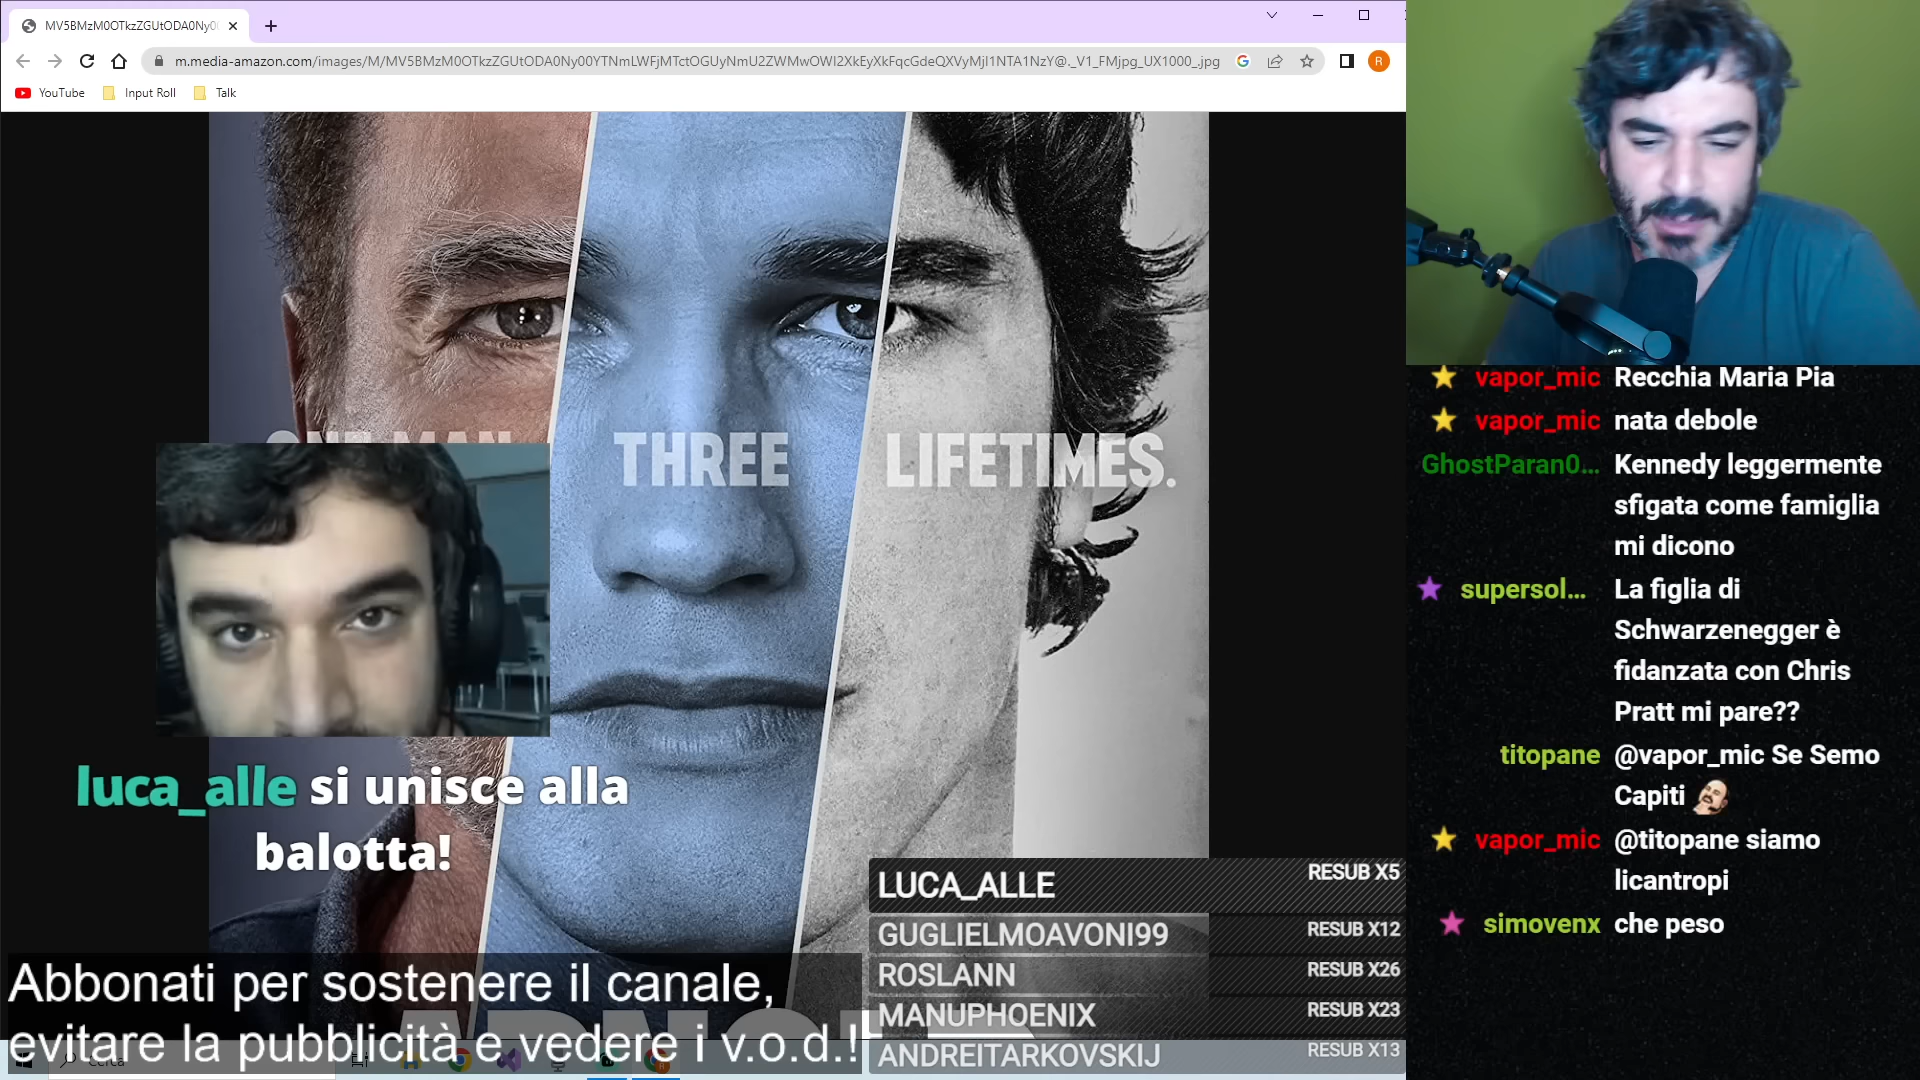 MV5BMzM0OTkzZGUtODA0Ny0
m.media-amazon.com/images/M/MV5BMzM0OTkzZGUtODA0Ny00YTNmLWFjMTctOGUyNmU2ZWMwOWI2XkEyXkFqcGdeQXVyMjI1NTA1NzY@._V1_FMjpg_UX1000_.jpg
R
YouTube
Input Roll
Talk
ONE MAN
THREE
LIFETIMES.
luca_alle si unisce alla
balotta!
LUCA_ALLE RESUB X5
GUGLIELMOAVONI99 RESUB X12
ROSLANN RESUB X26
MANUPHOENIX RESUB X23
ANDREITARKOVSKIJ RESUB X13
Abbonati per sostenere il canale,
evitare la pubblicità e vedere i v.o.d.!
Cerca
vapor_mic Recchia Maria Pia
vapor_mic nata debole
GhostParan0... Kennedy leggermente
sfigata come famiglia
mi dicono
supersol... La figlia di
Schwarzenegger è
fidanzata con Chris
Pratt mi pare??
titopane @vapor_mic Se Semo
Capiti
vapor_mic @titopane siamo
licantropi
simovenx che peso